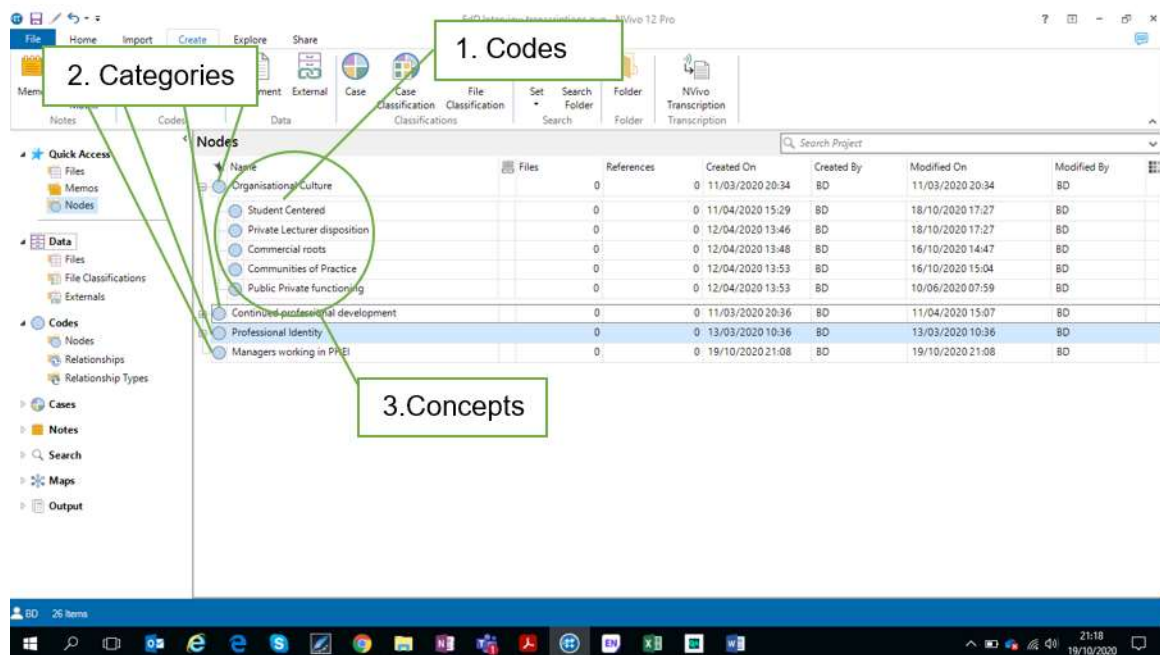 EdD Interview transcriptions.nvp - NVivo 12 Pro
File Home Import Create Explore Share
1. Codes
2. Categories
External Case Case Classification File Classification Set Search Folder Folder NVivo Transcription
Notes Codes Data Classifications Search Folder Transcription
Quick Access
Files
Memos
Nodes
Data
Files
File Classifications
Externals
Codes
Nodes
Relationships
Relationship Types
Cases
Notes
Search
Maps
Output
Nodes Search Project
Name Files References Created On Created By Modified On Modified By
Organisational Culture 0 0 11/03/2020 20:34 BD 11/03/2020 20:34 BD
Student Centered 0 0 11/04/2020 15:29 BD 18/10/2020 17:27 BD
Private Lecturer disposition 0 0 12/04/2020 13:46 BD 18/10/2020 17:27 BD
Commercial roots 0 0 12/04/2020 13:48 BD 16/10/2020 14:47 BD
Communities of Practice 0 0 12/04/2020 13:53 BD 16/10/2020 15:04 BD
Public Private functioning 0 0 12/04/2020 13:53 BD 10/06/2020 07:59 BD
Continued professional development 0 0 11/03/2020 20:36 BD 11/04/2020 15:07 BD
Professional Identity 0 0 13/03/2020 10:36 BD 13/03/2020 10:36 BD
Managers working in PHEI 0 0 19/10/2020 21:08 BD 19/10/2020 21:08 BD
3.Concepts
BD 26 Items
21:18
19/10/2020